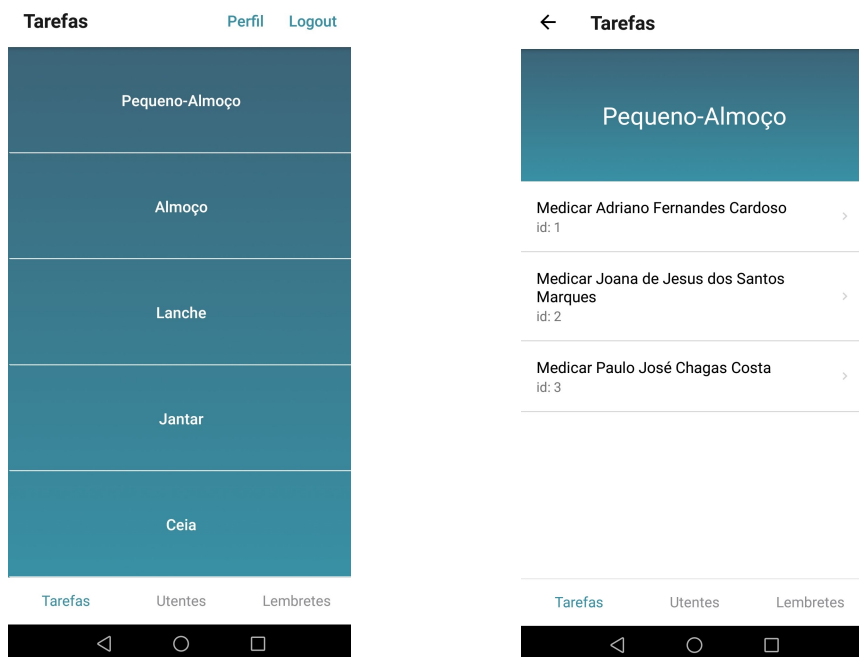 Tarefas
Perfil
Logout
Pequeno-Almoço
Almoço
Lanche
Jantar
Ceia
Tarefas
Utentes
Lembretes
Tarefas
Pequeno-Almoço
Medicar Adriano Fernandes Cardoso
id: 1
Medicar Joana de Jesus dos Santos
Marques
id: 2
Medicar Paulo José Chagas Costa
id: 3
Tarefas
Utentes
Lembretes